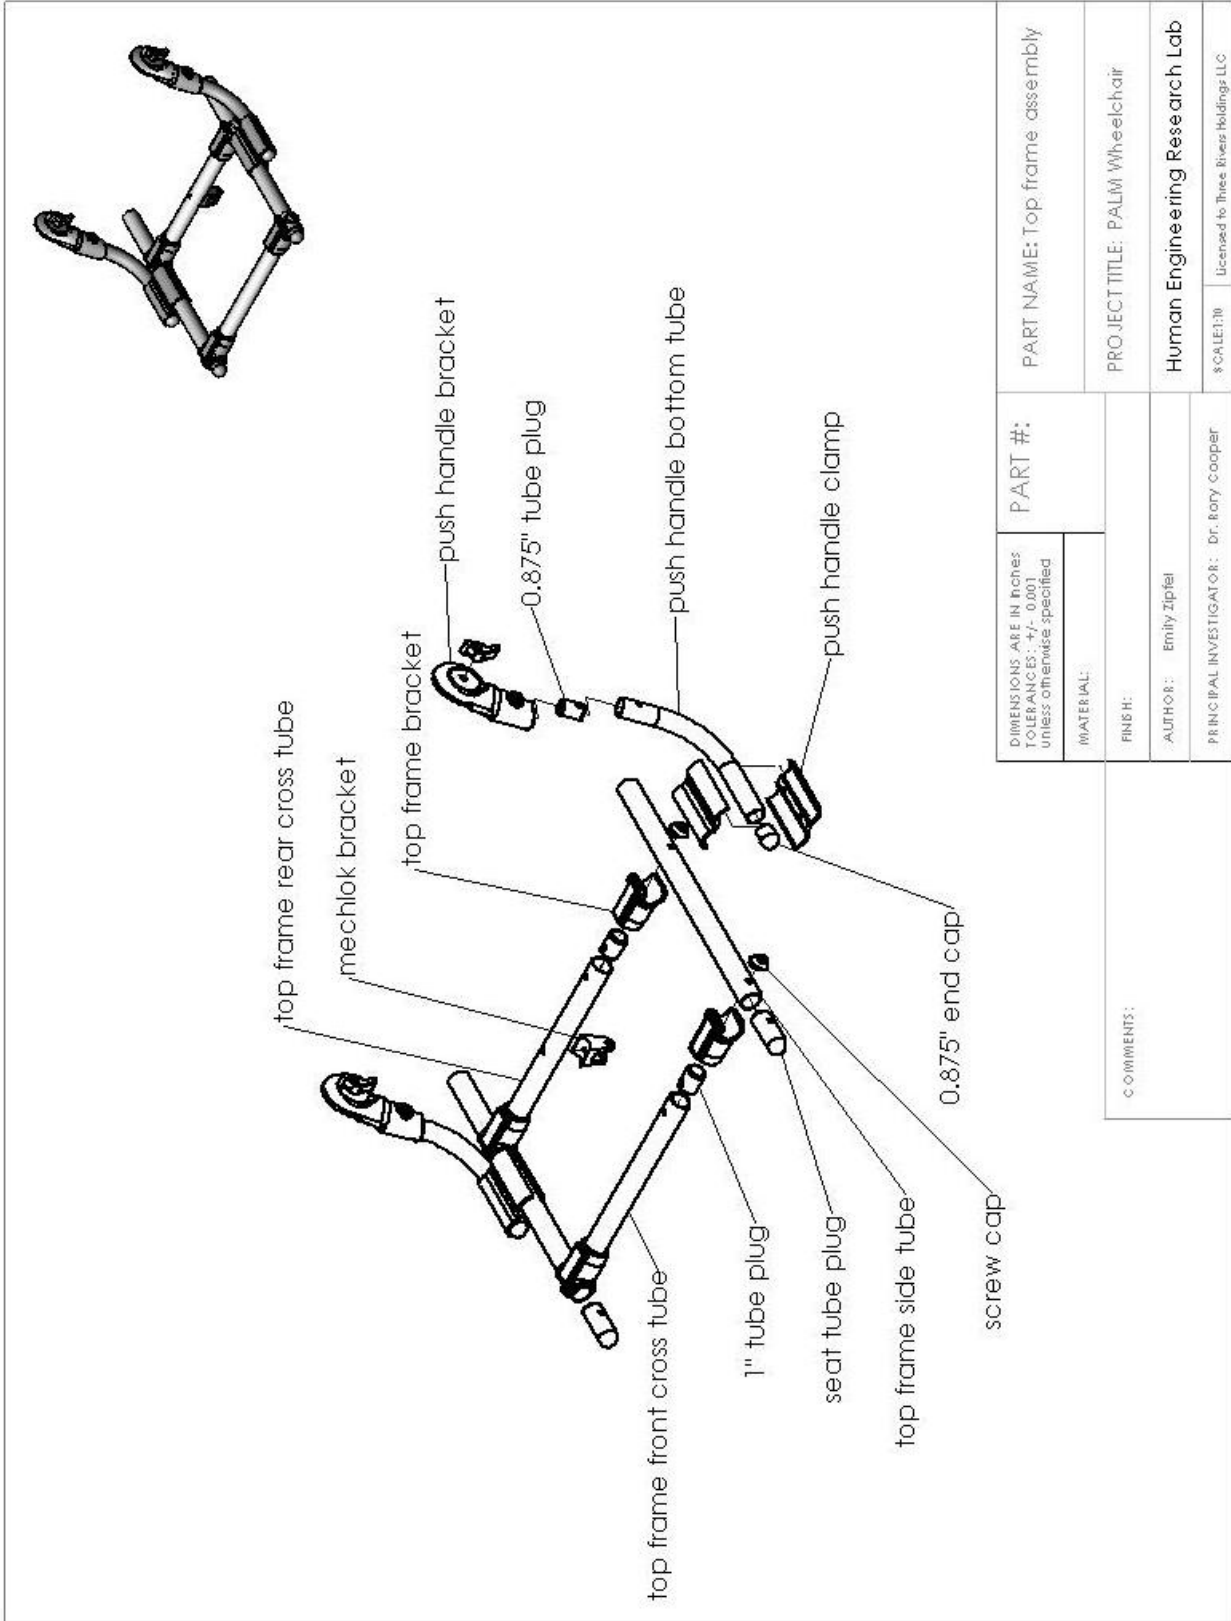 top frame rear cross tube
mechlok bracket
top frame bracket
push handle bracket
0.875" tube plug
push handle bottom tube
push handle clamp
top frame front cross tube
1" tube plug
seat tube plug
top frame side tube
screw cap
0.875" end cap
COMMENTS:
DIMENSIONS ARE IN INCHES
TOLERANCES: +/- 0.001
unless otherwise specified
MATERIAL:
FINISH:
AUTHOR: Emily Zipfel
PRINCIPAL INVESTIGATOR: Dr. Rory Cooper
PART #:
PART NAME: Top frame assembly
PROJECT TITLE: PALM Wheelchair
Human Engineering Research Lab
SCALE:1:10
Licensed to Three Rivers Holdings LLC